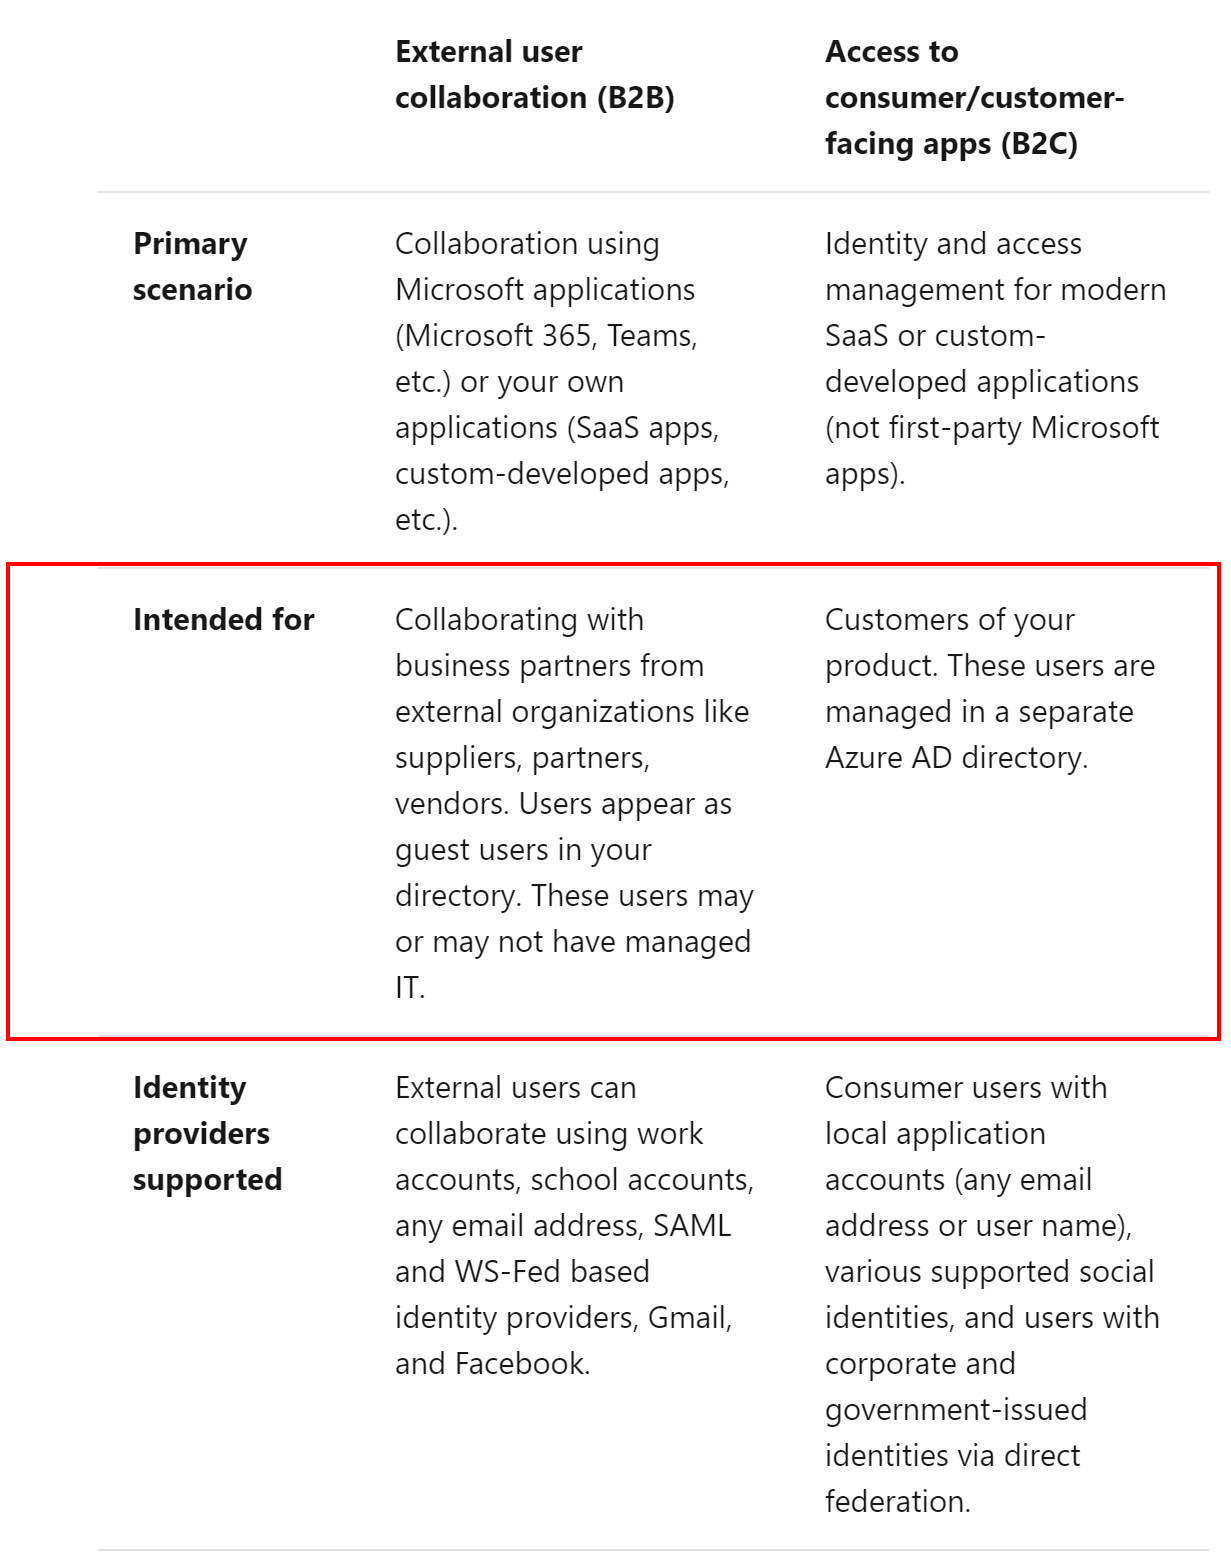 External user
collaboration (B2B)
Access to
consumer/customer-
facing apps (B2C)
Primary
scenario
Collaboration using
Microsoft applications
(Microsoft 365, Teams,
etc.) or your own
applications (SaaS apps,
custom-developed apps,
etc.).
Identity and access
management for modern
SaaS or custom-
developed applications
(not first-party Microsoft
apps).
Intended for
Collaborating with
business partners from
external organizations like
suppliers, partners,
vendors. Users appear as
guest users in your
directory. These users may
or may not have managed
IT.
Customers of your
product. These users are
managed in a separate
Azure AD directory.
Identity
providers
supported
External users can
collaborate using work
accounts, school accounts,
any email address, SAML
and WS-Fed based
identity providers, Gmail,
and Facebook.
Consumer users with
local application
accounts (any email
address or user name),
various supported social
identities, and users with
corporate and
government-issued
identities via direct
federation.